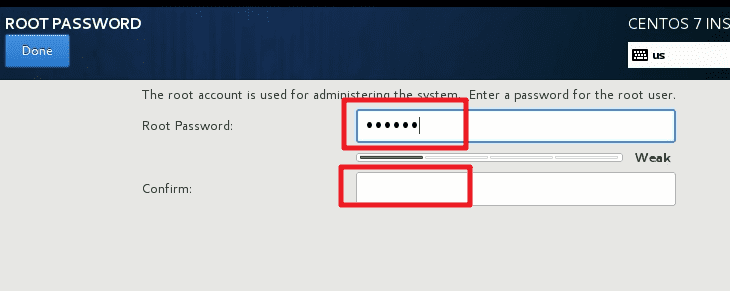 ROOT PASSWORD
CENTOS 7 INS
Done
us
The root account is used for administering the system. Enter a password for the root user.
Root Password:
••••••
Weak
Confirm: